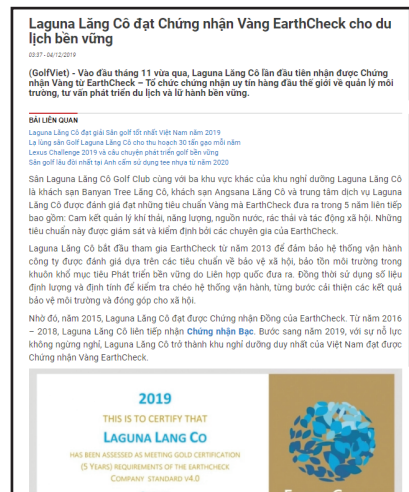 Laguna Lăng Cô đạt Chứng nhận Vàng EarthCheck cho du
lịch bền vững
03:37 - 04/12/2019
(GolfViet) - Vào đầu tháng 11 vừa qua, Laguna Lăng Cô lần đầu tiên nhận được Chứng
nhận Vàng từ EarthCheck – Tổ chức chứng nhận uy tín hàng đầu thế giới về quản lý môi
trường, tư vấn phát triển du lịch và lữ hành bền vững.
BÀI LIÊN QUAN
Laguna Lăng Cô đạt giải Sân golf tốt nhất Việt Nam năm 2019
Lạ lùng sân Golf Laguna Lăng Cô cho thu hoạch 30 tấn gạo mỗi năm
Lexus Challenge 2019 và câu chuyện phát triển golf bền vững
Sân golf lâu đời nhất tại Anh cấm sử dụng tee nhựa từ năm 2020
Sân Laguna Lăng Cô Golf Club cùng với ba khu vực khác của khu nghỉ dưỡng Laguna Lăng Cô
là khách sạn Banyan Tree Lăng Cô, khách sạn Angsana Lăng Cô và trung tâm dịch vụ Laguna
Lăng Cô được đánh giá đạt những tiêu chuẩn Vàng mà EarthCheck đưa ra trong 5 năm liên tiếp
bao gồm: Cam kết quản lý khí thải, năng lượng, nguồn nước, rác thải và tác động xã hội. Những
tiêu chuẩn này được giám sát và kiểm định bởi các chuyên gia của EarthCheck.
Laguna Lăng Cô bắt đầu tham gia EarthCheck từ năm 2013 để đảm bảo hệ thống vận hành
công ty được đánh giá dựa trên các tiêu chuẩn về bảo vệ xã hội, bảo tồn môi trường trong
khuôn khổ mục tiêu Phát triển bền vững do Liên hợp quốc đưa ra. Đồng thời sử dụng số liệu
định lượng và định tính để kiểm tra chéo hệ thống vận hành, từng bước cải thiện các kết quả
bảo vệ môi trường và đóng góp cho xã hội.
Nhờ đó, năm 2015, Laguna Lăng Cô đạt được Chứng nhận Đồng của EarthCheck. Từ năm 2016
– 2018, Laguna Lăng Cô liên tiếp nhận Chứng nhận Bạc. Bước sang năm 2019, với sự nỗ lực
không ngừng nghỉ, Laguna Lăng Cô trở thành khu nghỉ dưỡng duy nhất của Việt Nam đạt được
Chứng nhận Vàng EarthCheck.
2019
THIS IS TO CERTIFY THAT
LAGUNA LANG CO
HAS BEEN ASSESSED AS MEETING GOLD CERTIFICATION
(5 YEARS) REQUIREMENTS OF THE EARTHCHECK
COMPANY STANDARD V4.0